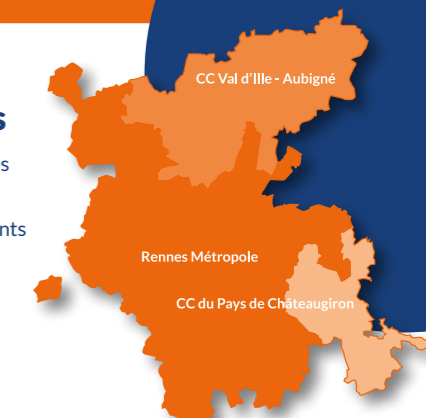 CC Val d'Ille - Aubigné
Rennes Métropole
CC du Pays de Châteaugiron